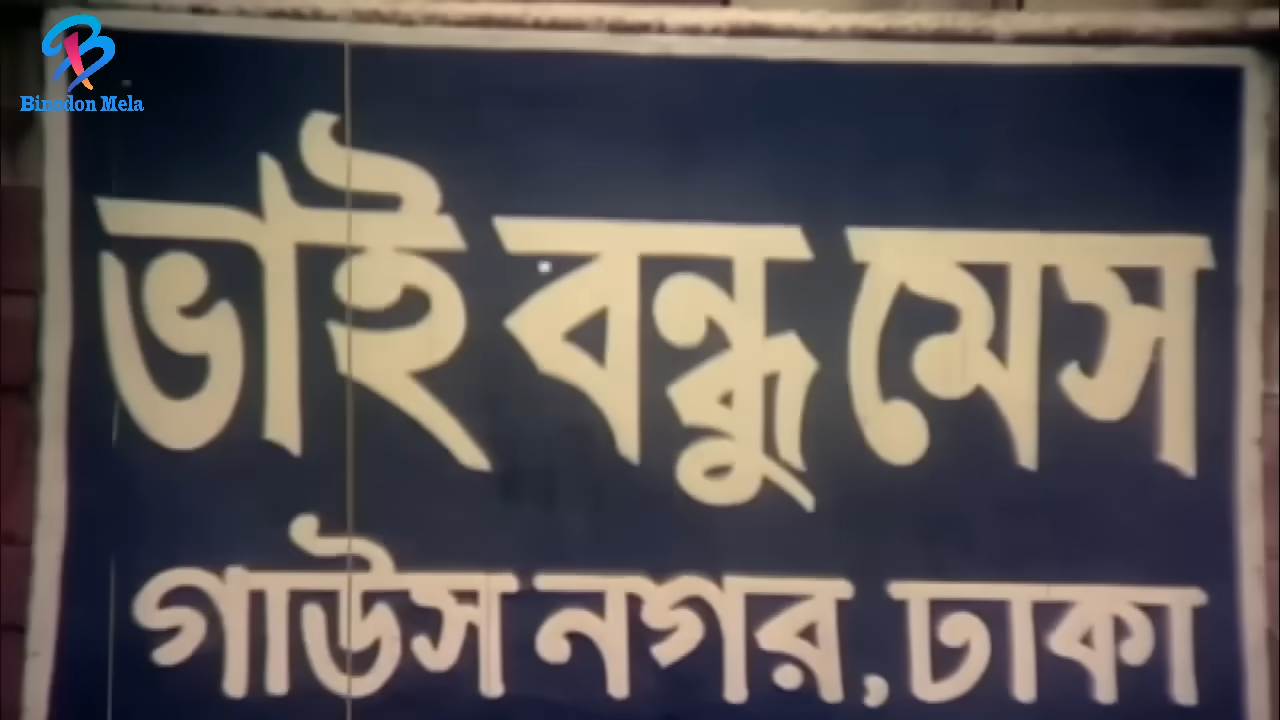 Binodon Mela
ভাই বন্ধু মেস
গাউস নগর, ঢাকা